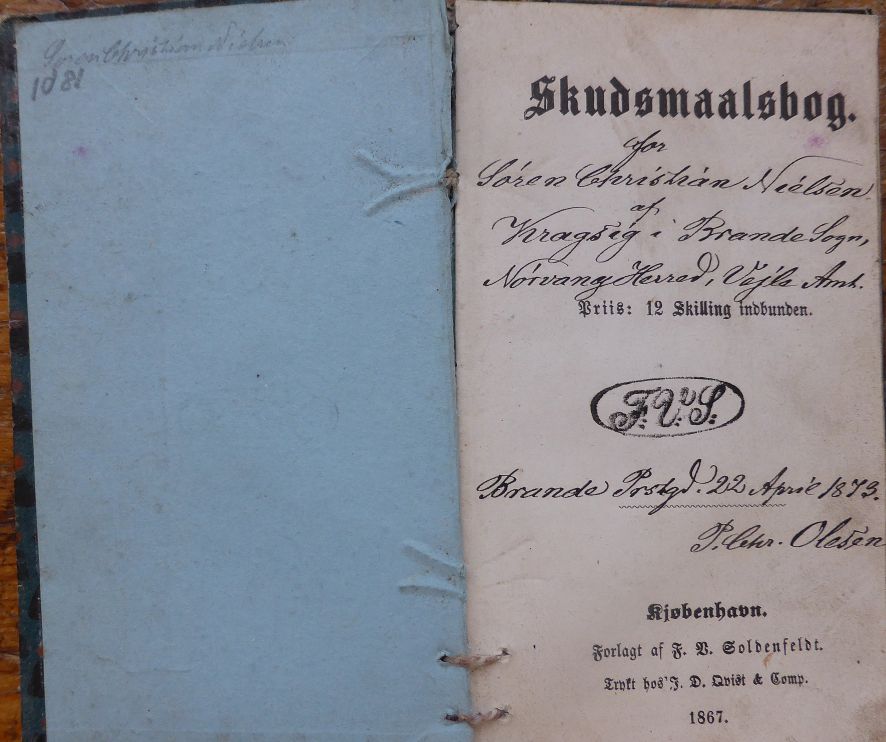 Søren Christian Nielsen
1081
Skudsmaalsbog.
for
Søren Christian Nielsen.
af
Kragsig i Brande Sogn,
Nørvang Herred, Vejle Amt.
Priis: 12 Skilling indbunden.
F. V. S.
Brande Prstgd. 22 April 1873.
P. Chr. Olesen
Kjøbenhavn.
Forlagt af F. V. Soldenfeldt.
Trykt hos J. D. Qvist & Comp.
1867.